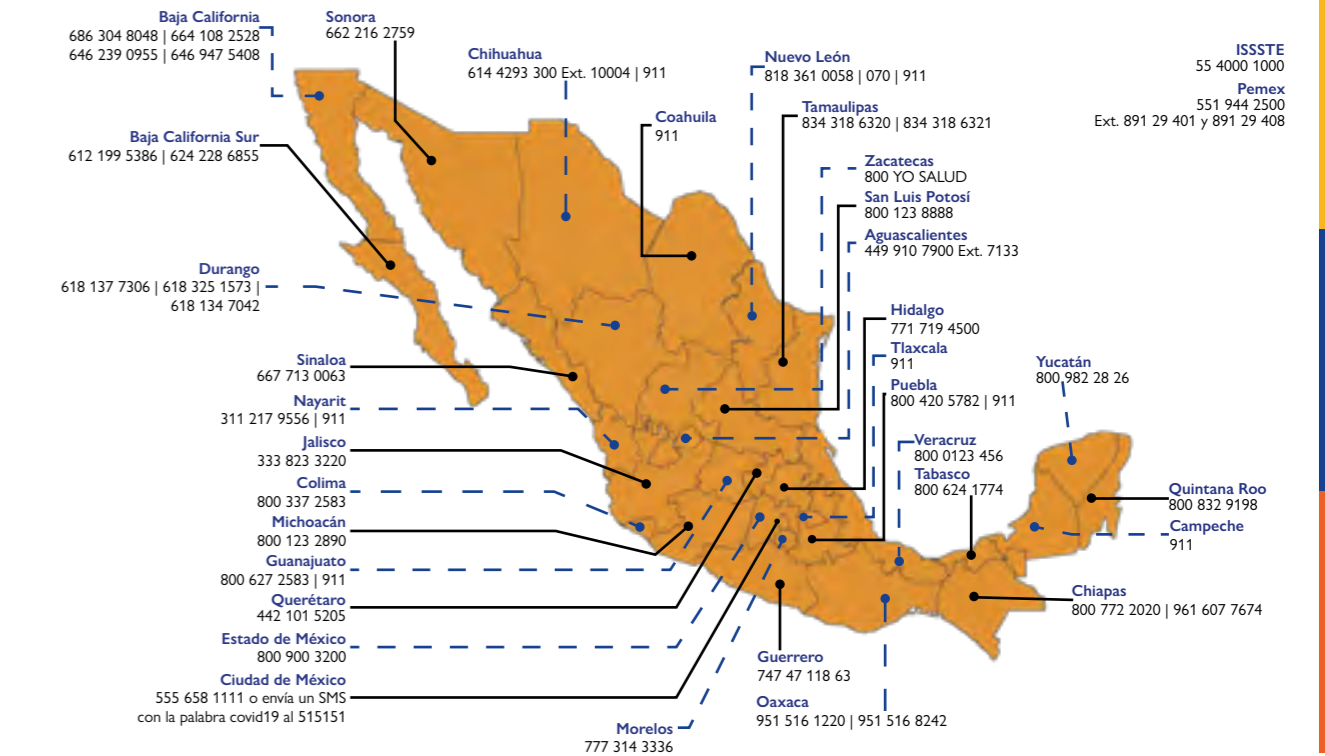 Baja California
686 304 8048 | 664 108 2528
646 239 0955 | 646 947 5408
Sonora
662 216 2759
Chihuahua
614 4293 300 Ext. 10004 | 911
Nuevo León
818 361 0058 | 070 | 911
ISSSTE
55 4000 1000
Pemex
551 944 2500
Ext. 891 29 401 y 891 29 408
Coahuila
911
Tamaulipas
834 318 6320 | 834 318 6321
Baja California Sur
612 199 5386 | 624 228 6855
Zacatecas
800 YO SALUD
San Luis Potosí
800 123 8888
Aguascalientes
449 910 7900 Ext. 7133
Durango
618 137 7306 | 618 325 1573 |
618 134 7042
Hidalgo
771 719 4500
Tlaxcala
911
Puebla
800 420 5782 | 911
Yucatán
800 982 28 26
Sinaloa
667 713 0063
Nayarit
311 217 9556 | 911
Jalisco
333 823 3220
Colima
800 337 2583
Michoacán
800 123 2890
Guanajuato
800 627 2583 | 911
Querétaro
442 101 5205
Estado de México
800 900 3200
Ciudad de México
555 658 1111 o envía un SMS
con la palabra covid19 al 515151
Veracruz
800 0123 456
Tabasco
800 624 1774
Quintana Roo
800 832 9198
Campeche
911
Chiapas
800 772 2020 | 961 607 7674
Guerrero
747 47 118 63
Oaxaca
951 516 1220 | 951 516 8242
Morelos
777 314 3336